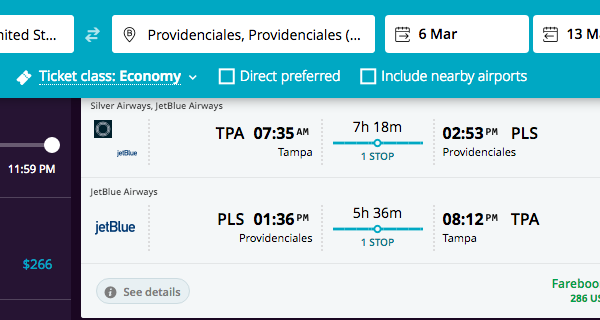 nited St...
B
Providenciales, Providenciales (...
6 Mar
13 Ma
Ticket class: Economy
Direct preferred
Include nearby airports
Silver Airways, JetBlue Airways
jetBlue
TPA 07:35 AM
Tampa
7h 18m
1 STOP
02:53 PM PLS
Providenciales
11:59 PM
JetBlue Airways
jetBlue
PLS 01:36 PM
Providenciales
5h 36m
1 STOP
08:12 PM TPA
Tampa
$266
See details
Fareboo
286 US